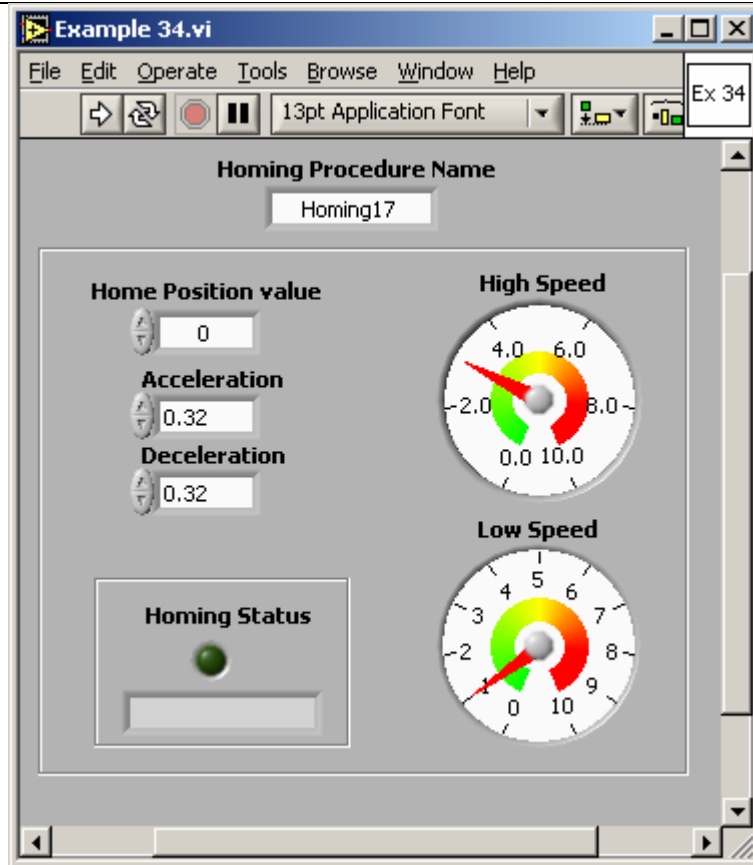 Example 34.vi
File Edit Operate Tools Browse Window Help
Ex 34
13pt Application Font
Homing Procedure Name
Homing17
Home Position value
0
Acceleration
0.32
Deceleration
0.32
High Speed
4.0 6.0
2.0 8.0
0.0 10.0
Homing Status
Low Speed
5
4 6
3 7
2 8
1 9
0 10